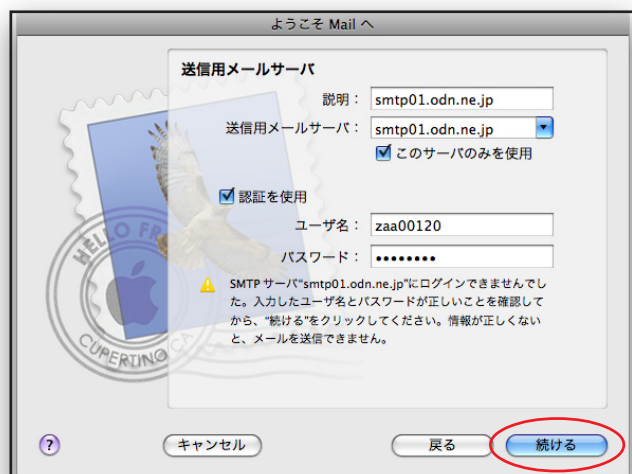 ようこそ Mail へ
送信用メールサーバ
説明： smtp01.odn.ne.jp
送信用メールサーバ： smtp01.odn.ne.jp
このサーバのみを使用
認証を使用
ユーザ名： zaa00120
パスワード： ••••••••
SMTP サーバ“smtp01.odn.ne.jp”にログインできませんでし
た。入力したユーザ名とパスワードが正しいことを確認して
から、“続ける”をクリックしてください。情報が正しくない
と、メールを送信できません。
HELLO FR
CUPERTINO CA
?
キャンセル
戻る
続ける